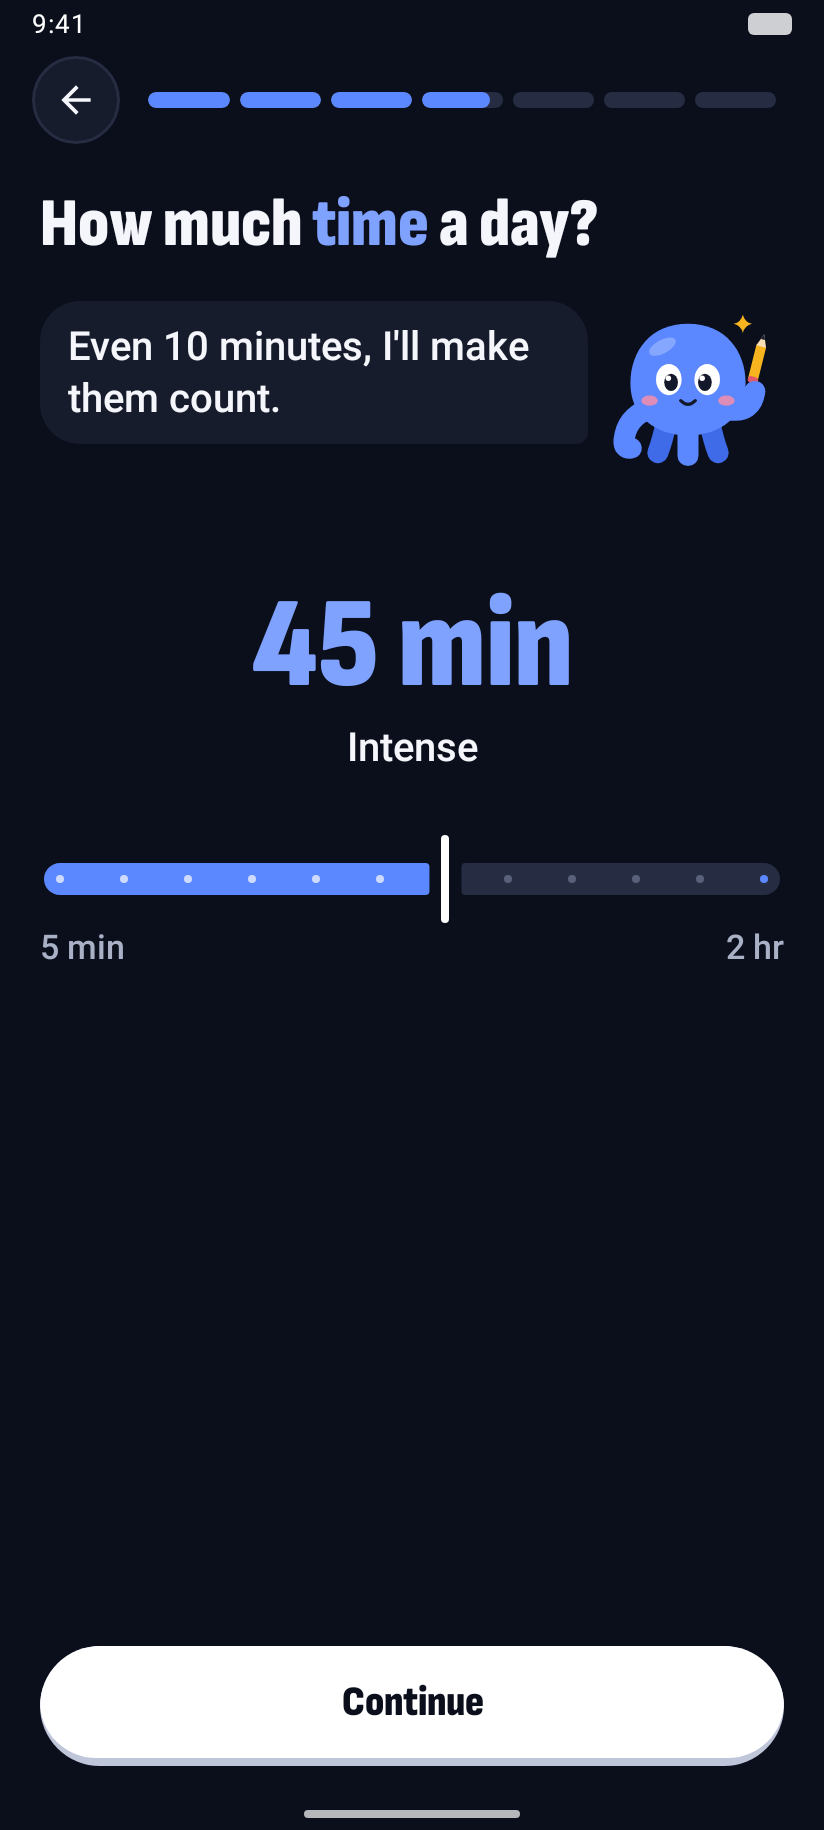 9:41
How much time a day?
Even 10 minutes, I'll make
them count.
45 min
Intense
5 min
2 hr
Continue